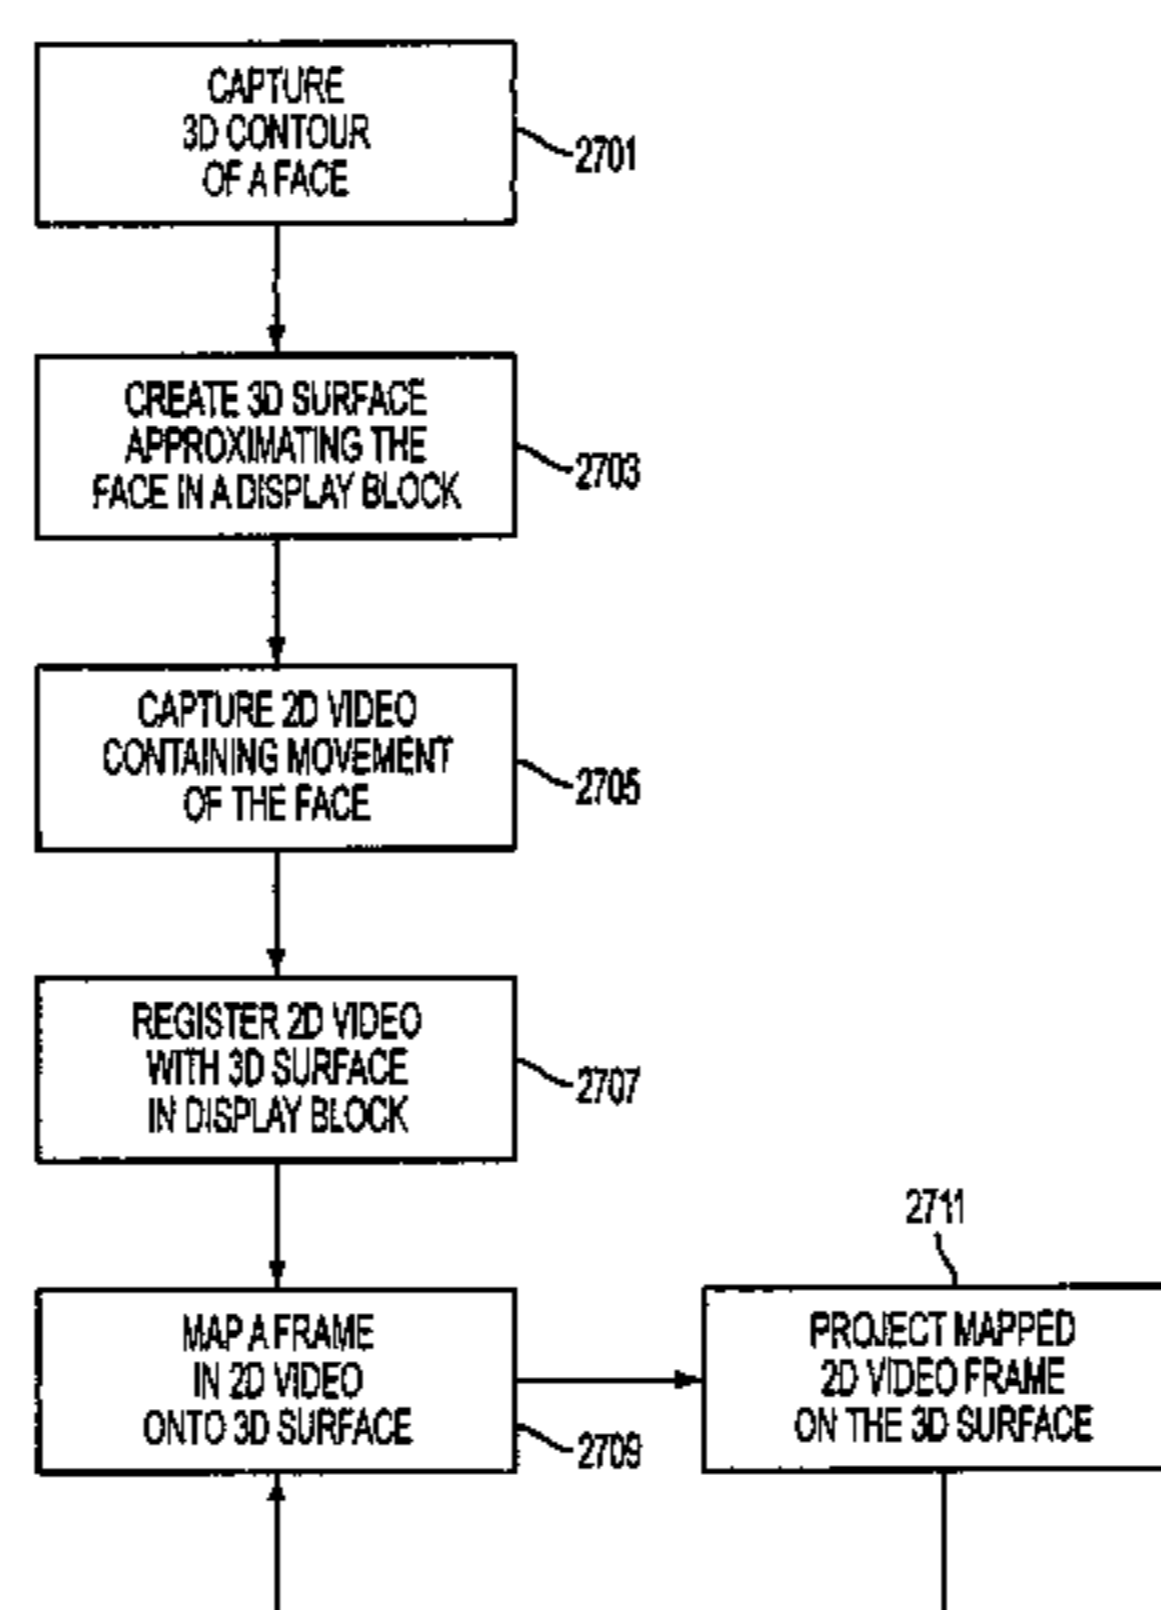 CAPTURE
3D CONTOUR
OF A FACE
2701
CREATE 3D SURFACE
APPROXIMATING THE
FACE IN A DISPLAY BLOCK
2703
CAPTURE 2D VIDEO
CONTAINING MOVEMENT
OF THE FACE
2705
REGISTER 2D VIDEO
WITH 3D SURFACE
IN DISPLAY BLOCK
2707
MAP A FRAME
IN 2D VIDEO
ONTO 3D SURFACE
2709
2711
PROJECT MAPPED
2D VIDEO FRAME
ON THE 3D SURFACE